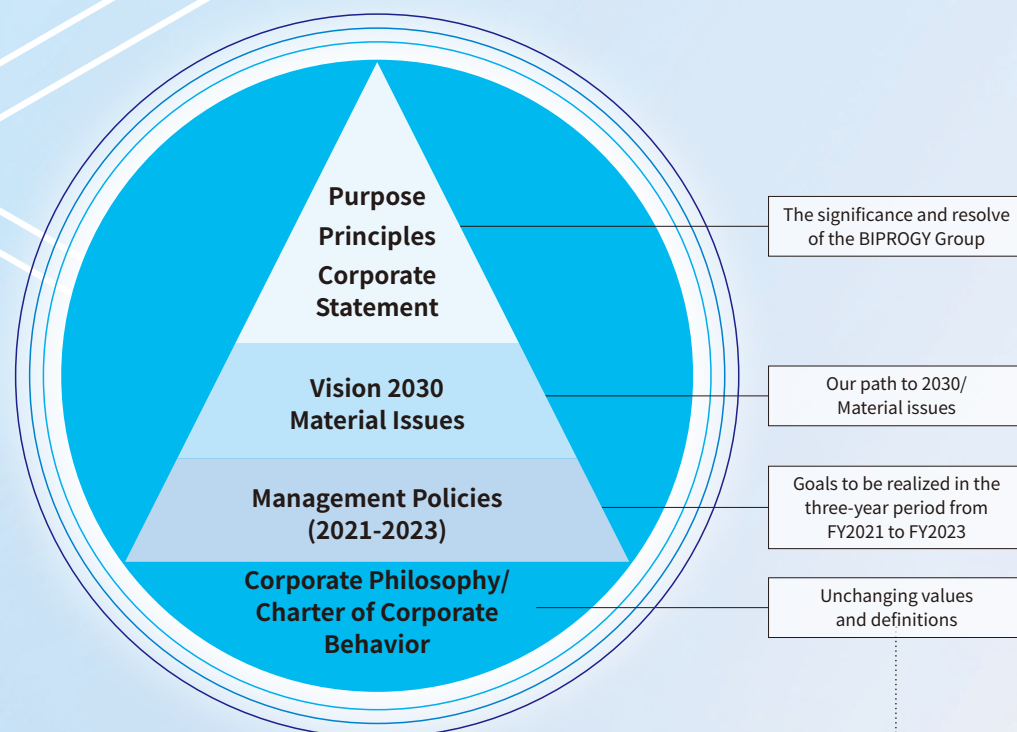 Purpose
Principles
Corporate
Statement
The significance and resolve
of the BIPROGY Group
Vision 2030
Material Issues
Our path to 2030/
Material issues
Management Policies
(2021-2023)
Goals to be realized in the
three-year period from
FY2021 to FY2023
Corporate Philosophy/
Charter of Corporate
Behavior
Unchanging values
and definitions